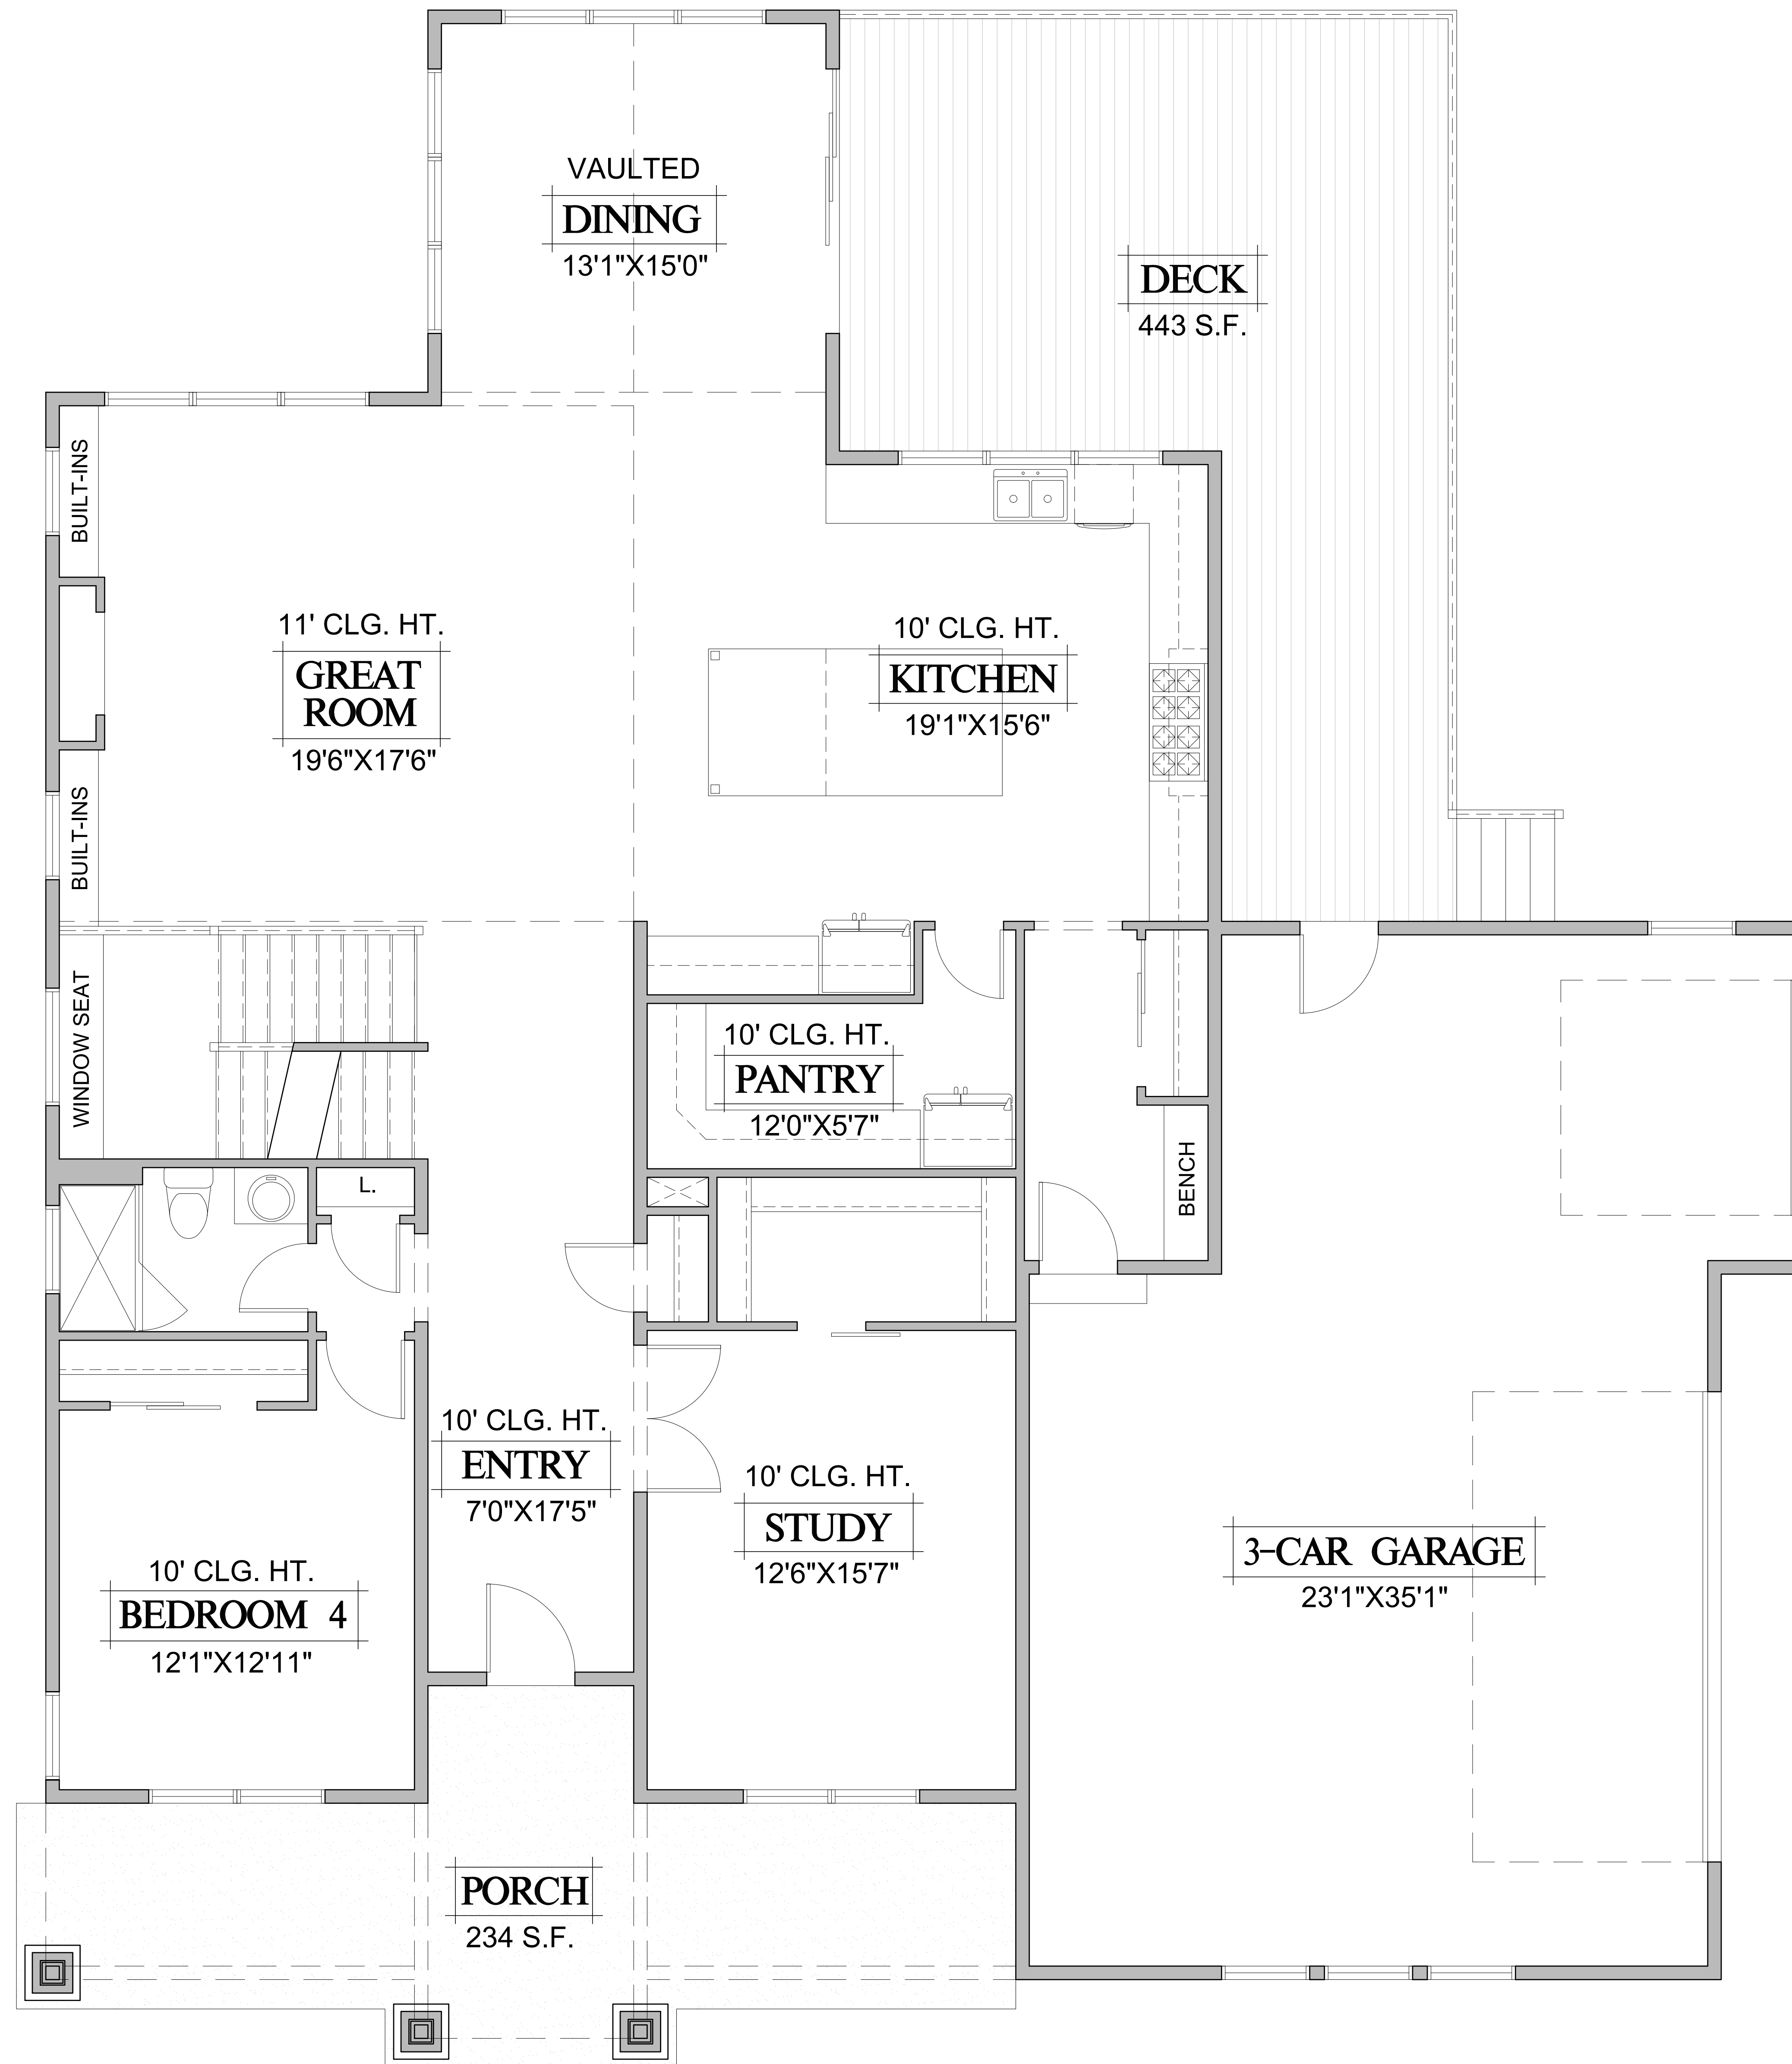 VAULTED
DINING
13'1"X15'0"
DECK
443 S.F.
BUILT-INS
11' CLG. HT.
GREAT
ROOM
19'6"X17'6"
10' CLG. HT.
KITCHEN
19'1"X15'6"
BUILT-INS
WINDOW SEAT
10' CLG. HT.
PANTRY
12'0"X5'7"
BENCH
L.
10' CLG. HT.
ENTRY
7'0"X17'5"
10' CLG. HT.
STUDY
12'6"X15'7"
3-CAR GARAGE
23'1"X35'1"
10' CLG. HT.
BEDROOM 4
12'1"X12'11"
PORCH
234 S.F.